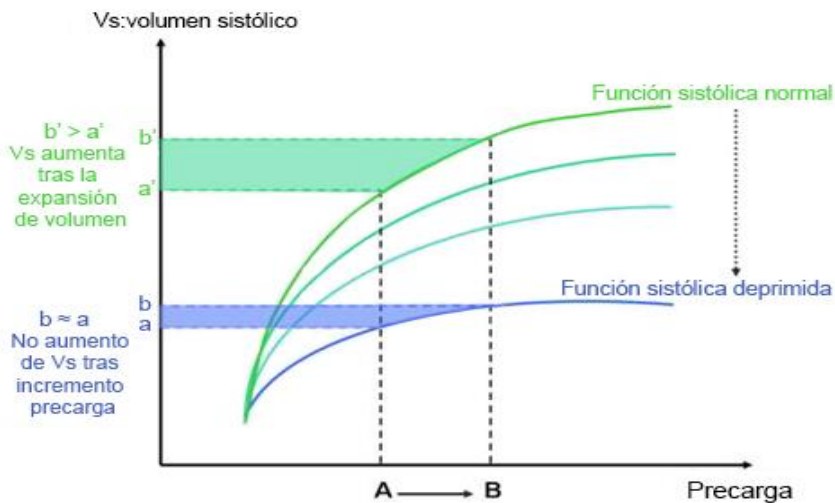 Vs:volumen sistólico
Función sistólica normal
b' > a'
Vs aumenta
tras la
expansión
de volumen
b'
a'
Función sistólica deprimida
b ≈ a
No aumento
de Vs tras
incremento
precarga
b
a
A
B
Precarga